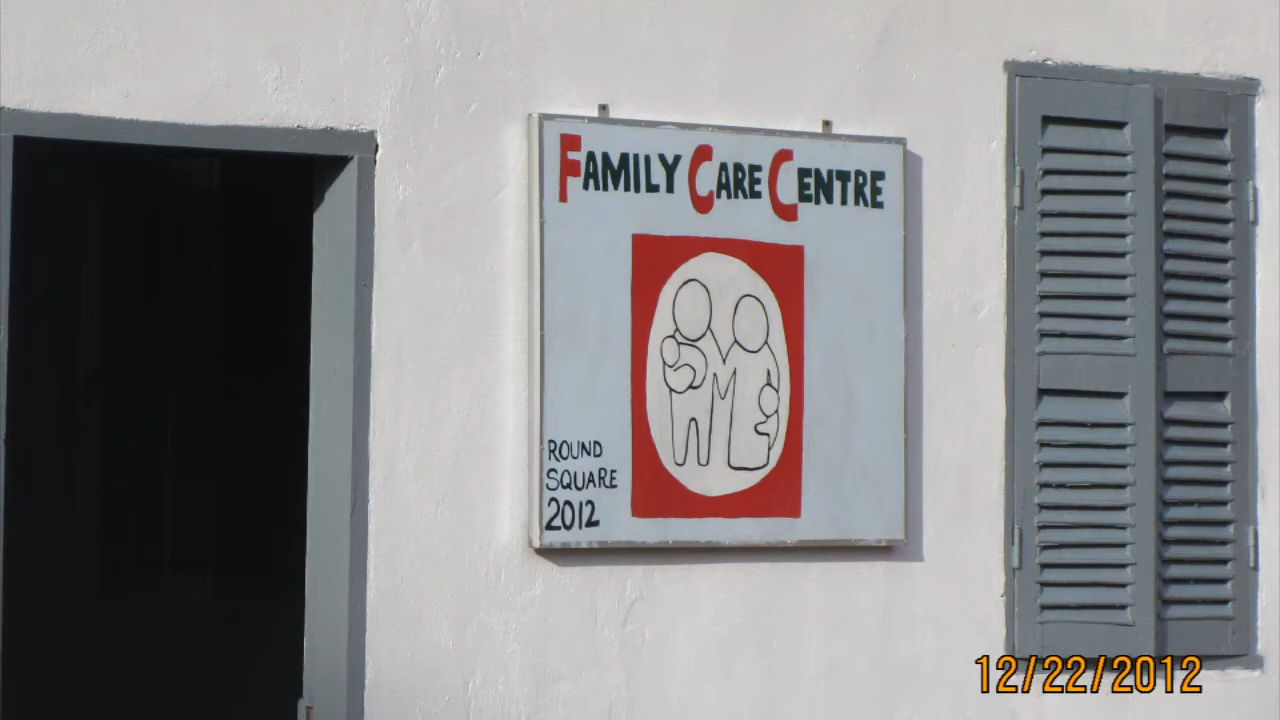 FAMILY CARE CENTRE
ROUND
SQUARE
2012
12/22/2012